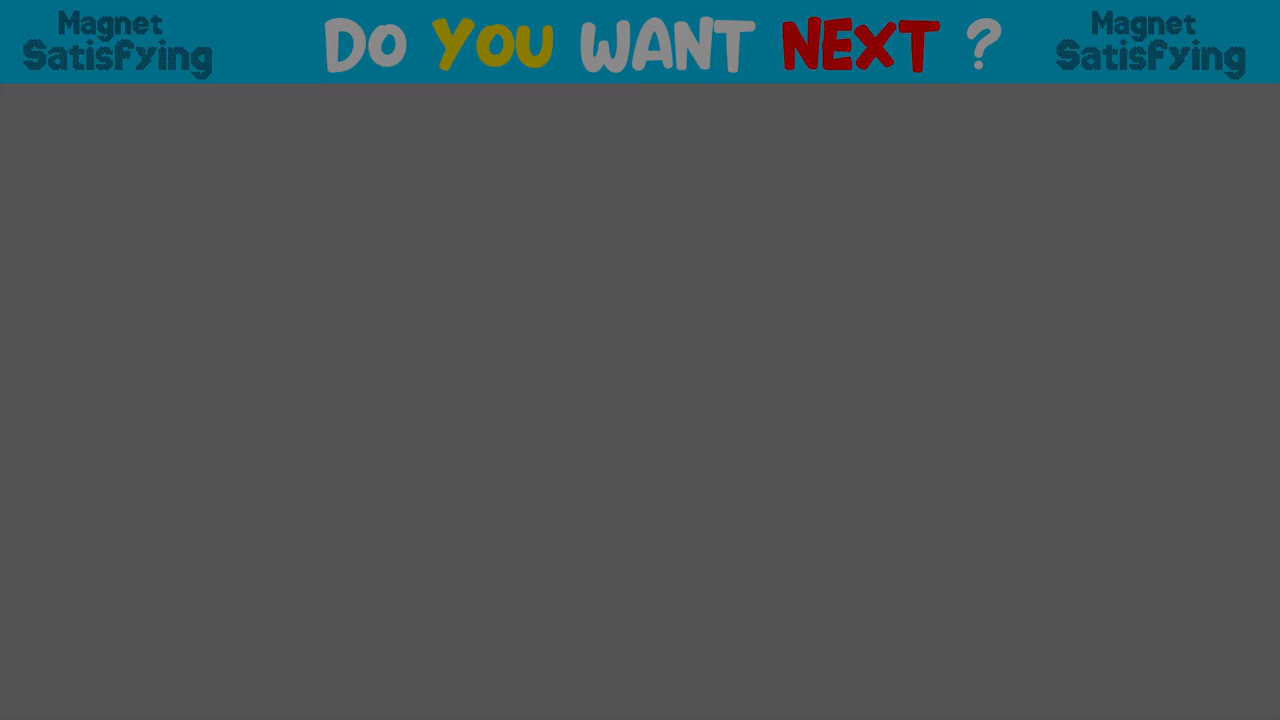 Magnet
Satisfying
DO YOU WANT NEXT ?
Magnet
Satisfying